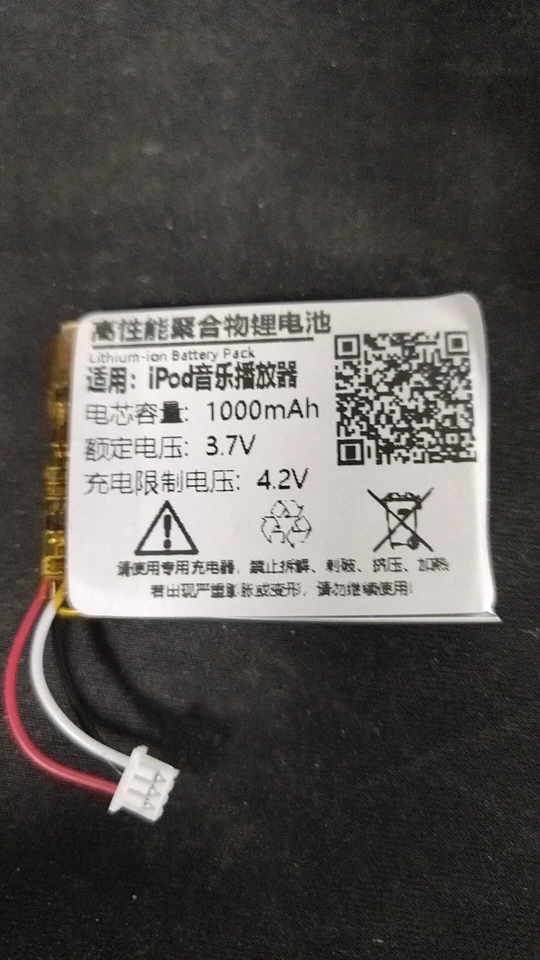 高性能聚合物锂电池
Lithium-ion Battery Pack
适用：iPod音乐播放器
电芯容量：1000mAh
额定电压：3.7V
充电限制电压：4.2V
请使用专用充电器，禁止拆解、刺破、挤压、加热
若出现严重膨胀或变形，请勿继续使用！